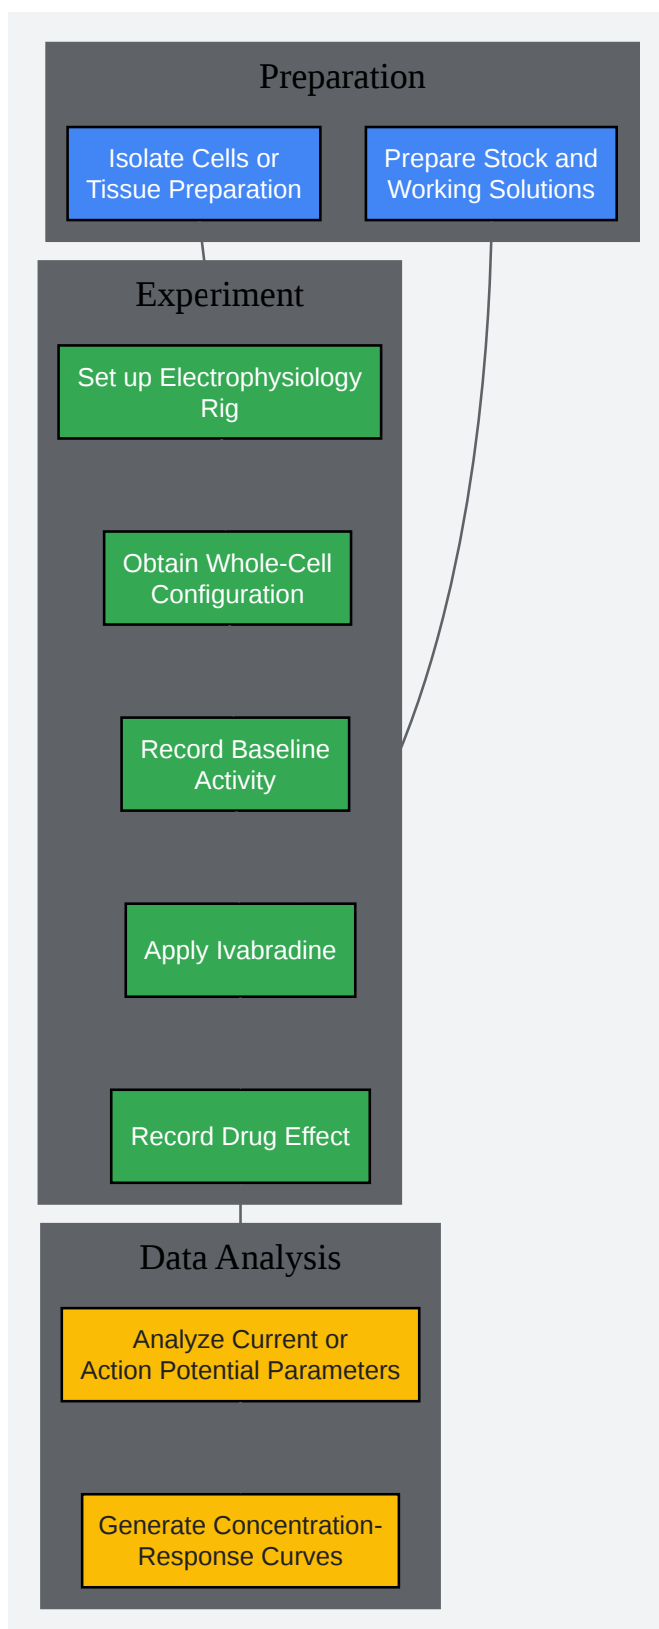 Preparation
Isolate Cells or
Tissue Preparation
Prepare Stock and
Working Solutions
Experiment
Set up Electrophysiology
Rig
Obtain Whole-Cell
Configuration
Record Baseline
Activity
Apply Ivabradine
Record Drug Effect
Data Analysis
Analyze Current or
Action Potential Parameters
Generate Concentration-
Response Curves